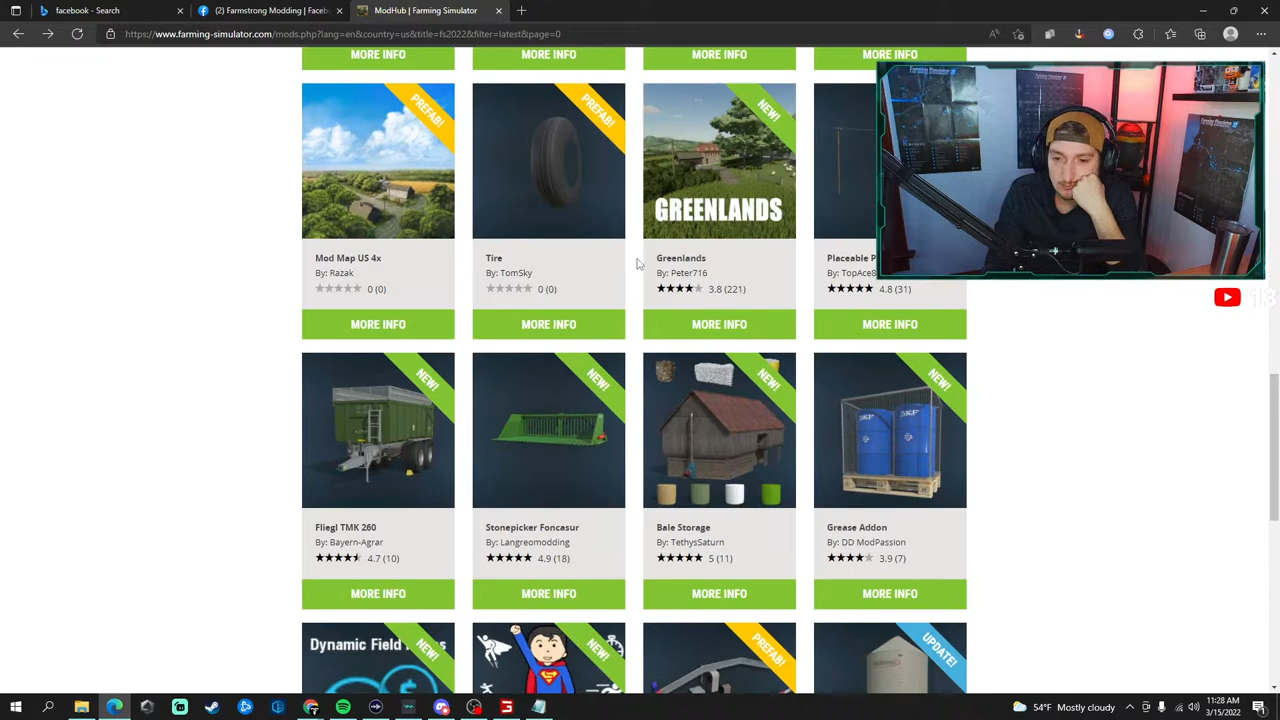 facebook - Search
(2) Farmstrong Modding | Faceb
ModHub | Farming Simulator
https://www.farming-simulator.com/mods.php?lang=en&country=us&title=fs2022&filter=latest&page=0
MORE INFO
MORE INFO
MORE INFO
MORE INFO
PREFAB!
PREFAB!
NEW!
GREENLANDS
Mod Map US 4x
By: Razak
0 (0)
Tire
By: TomSky
0 (0)
Greenlands
By: Peter716
3.8 (221)
Placeable P
By: TopAce8
4.8 (31)
MORE INFO
MORE INFO
MORE INFO
MORE INFO
13
NEW!
NEW!
NEW!
NEW!
Fliegl TMK 260
By: Bayern-Agrar
4.7 (10)
Stonepicker Foncasur
By: Langreomodding
4.9 (18)
Bale Storage
By: TethysSaturn
5 (11)
Grease Addon
By: DD ModPassion
3.9 (7)
MORE INFO
MORE INFO
MORE INFO
MORE INFO
Dynamic Field
NEW!
NEW!
PREFAB!
UPDATE!
54°F Mostly cloudy
11:28 AM
3/15/2022